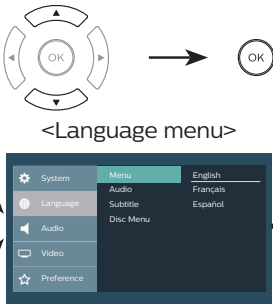 OK
OK
<Language menu>
System
Menu
English
Language
Audio
Français
Subtitle
Español
Audio
Disc Menu
Video
Preference